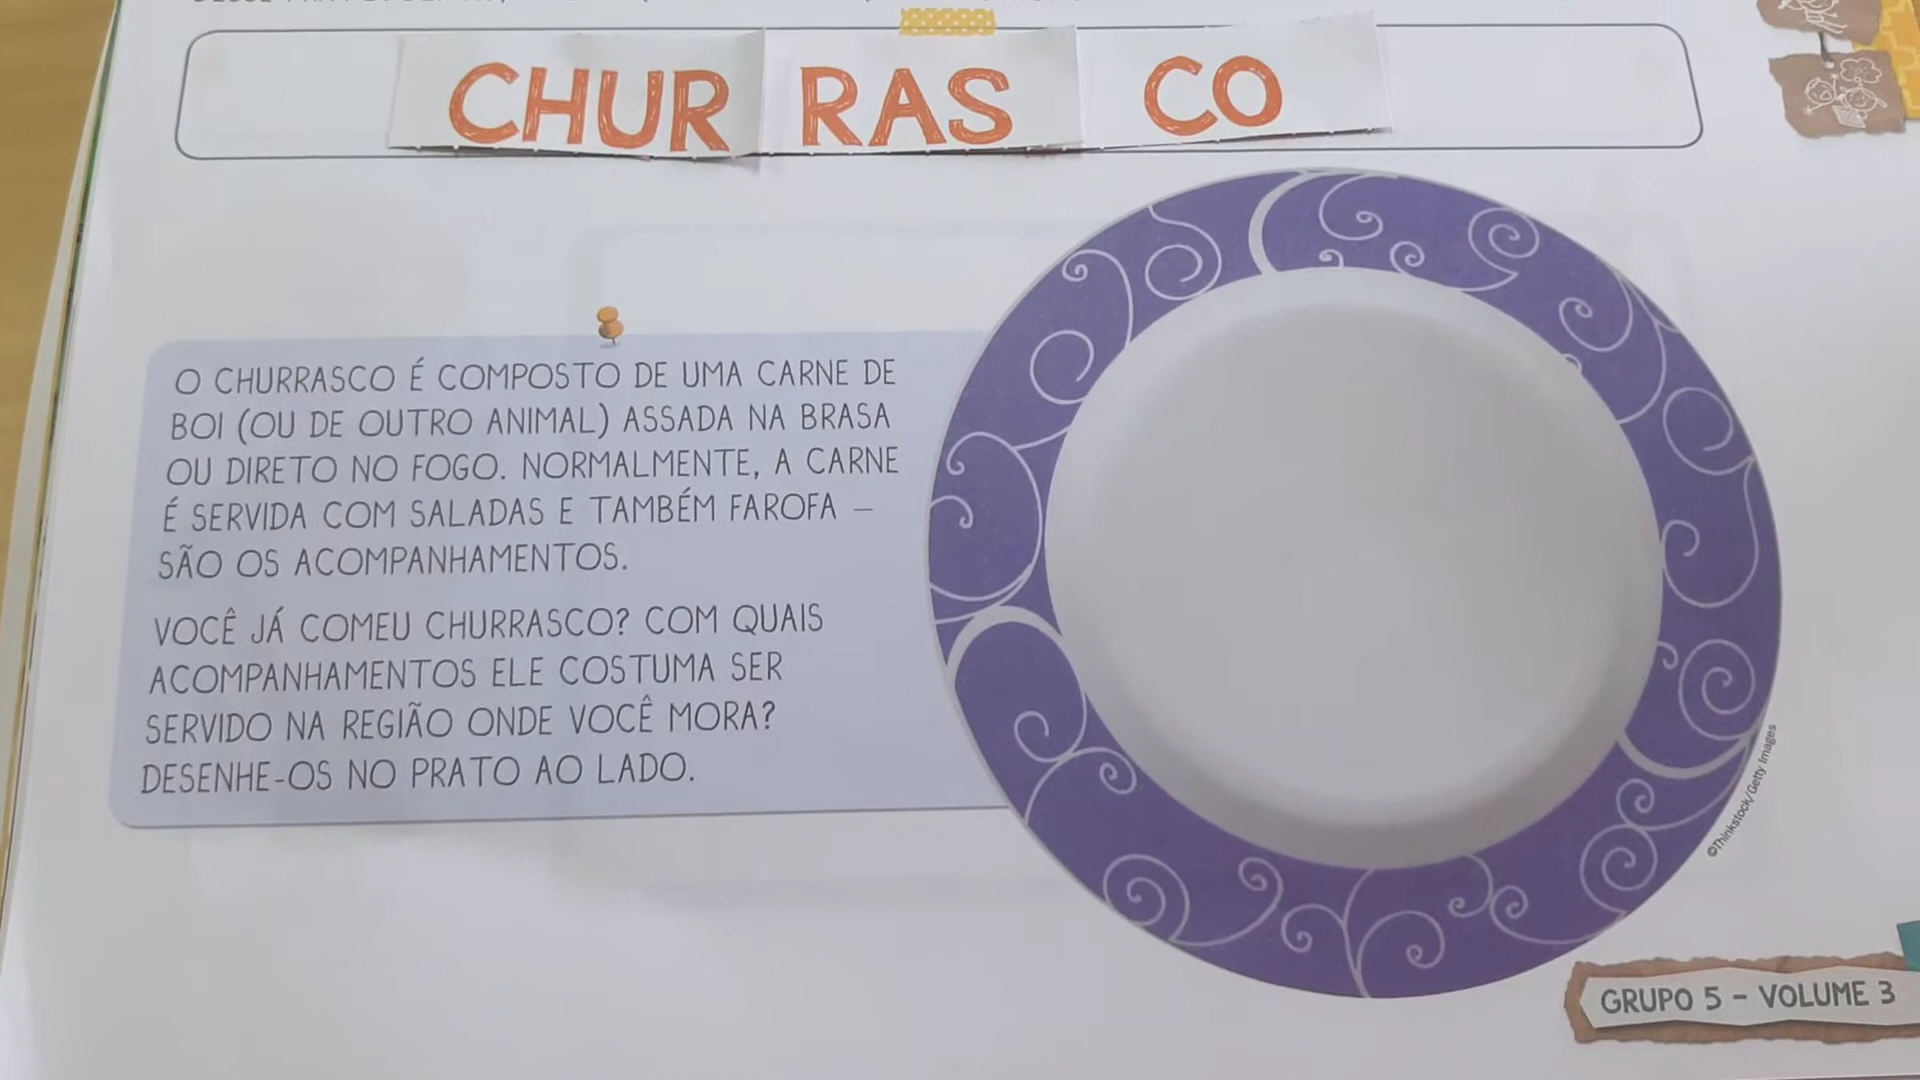 CHUR RAS CO
O CHURRASCO É COMPOSTO DE UMA CARNE DE
BOI (OU DE OUTRO ANIMAL) ASSADA NA BRASA
OU DIRETO NO FOGO. NORMALMENTE, A CARNE
É SERVIDA COM SALADAS E TAMBÉM FAROFA –
SÃO OS ACOMPANHAMENTOS.
VOCÊ JÁ COMEU CHURRASCO? COM QUAIS
ACOMPANHAMENTOS ELE COSTUMA SER
SERVIDO NA REGIÃO ONDE VOCÊ MORA?
DESENHE-OS NO PRATO AO LADO.
©Thinkstock/Getty Images
GRUPO 5 – VOLUME 3